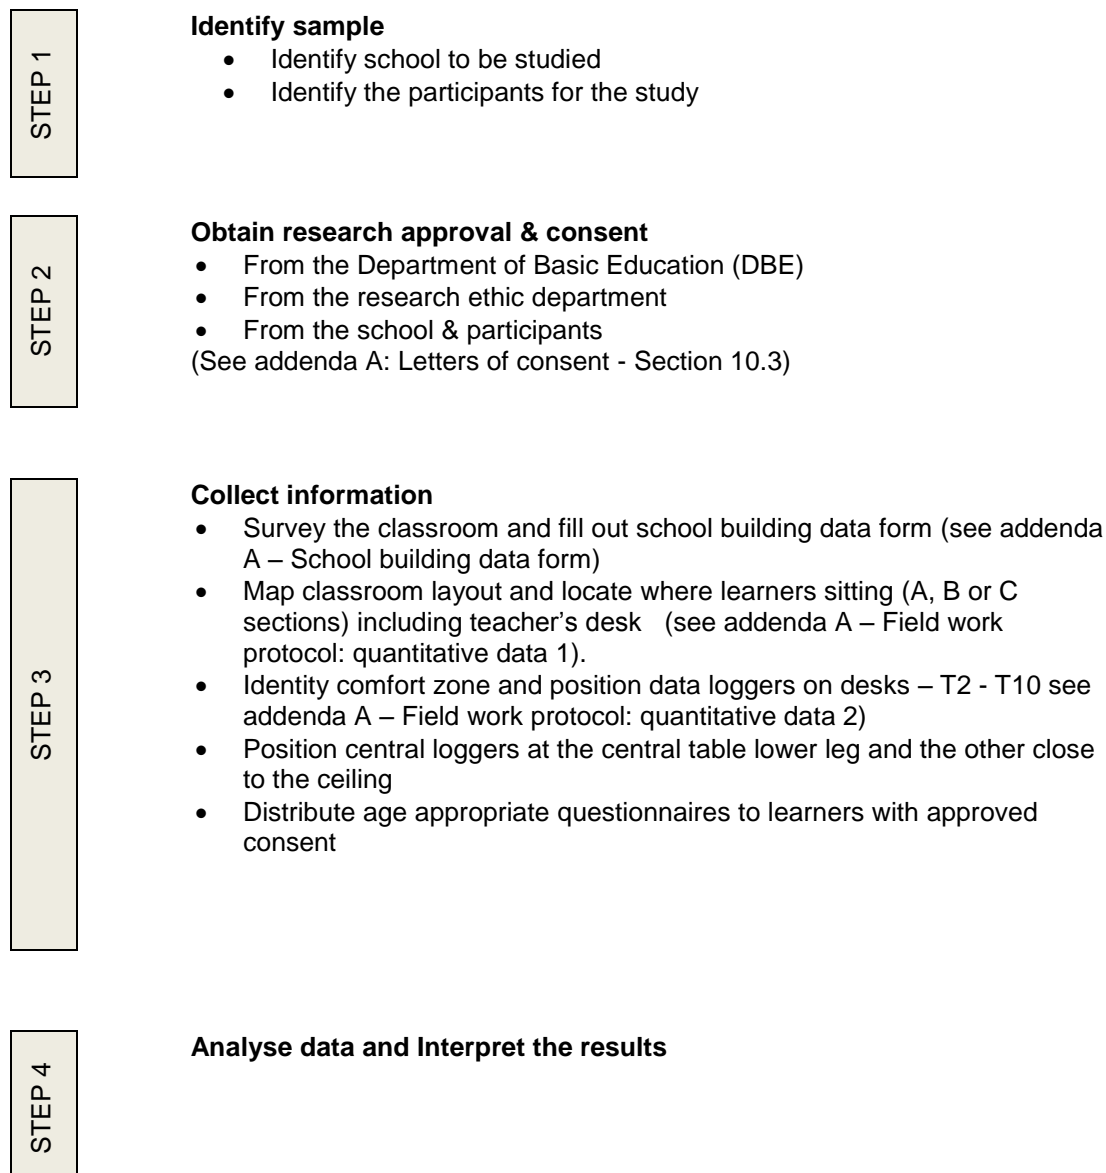 STEP 1
Identify sample
• Identify school to be studied
• Identify the participants for the study
STEP 2
Obtain research approval & consent
• From the Department of Basic Education (DBE)
• From the research ethic department
• From the school & participants
(See addenda A: Letters of consent - Section 10.3)
STEP 3
Collect information
• Survey the classroom and fill out school building data form (see addenda
A – School building data form)
• Map classroom layout and locate where learners sitting (A, B or C
sections) including teacher’s desk (see addenda A – Field work
protocol: quantitative data 1).
• Identity comfort zone and position data loggers on desks – T2 - T10 see
addenda A – Field work protocol: quantitative data 2)
• Position central loggers at the central table lower leg and the other close
to the ceiling
• Distribute age appropriate questionnaires to learners with approved
consent
STEP 4
Analyse data and Interpret the results